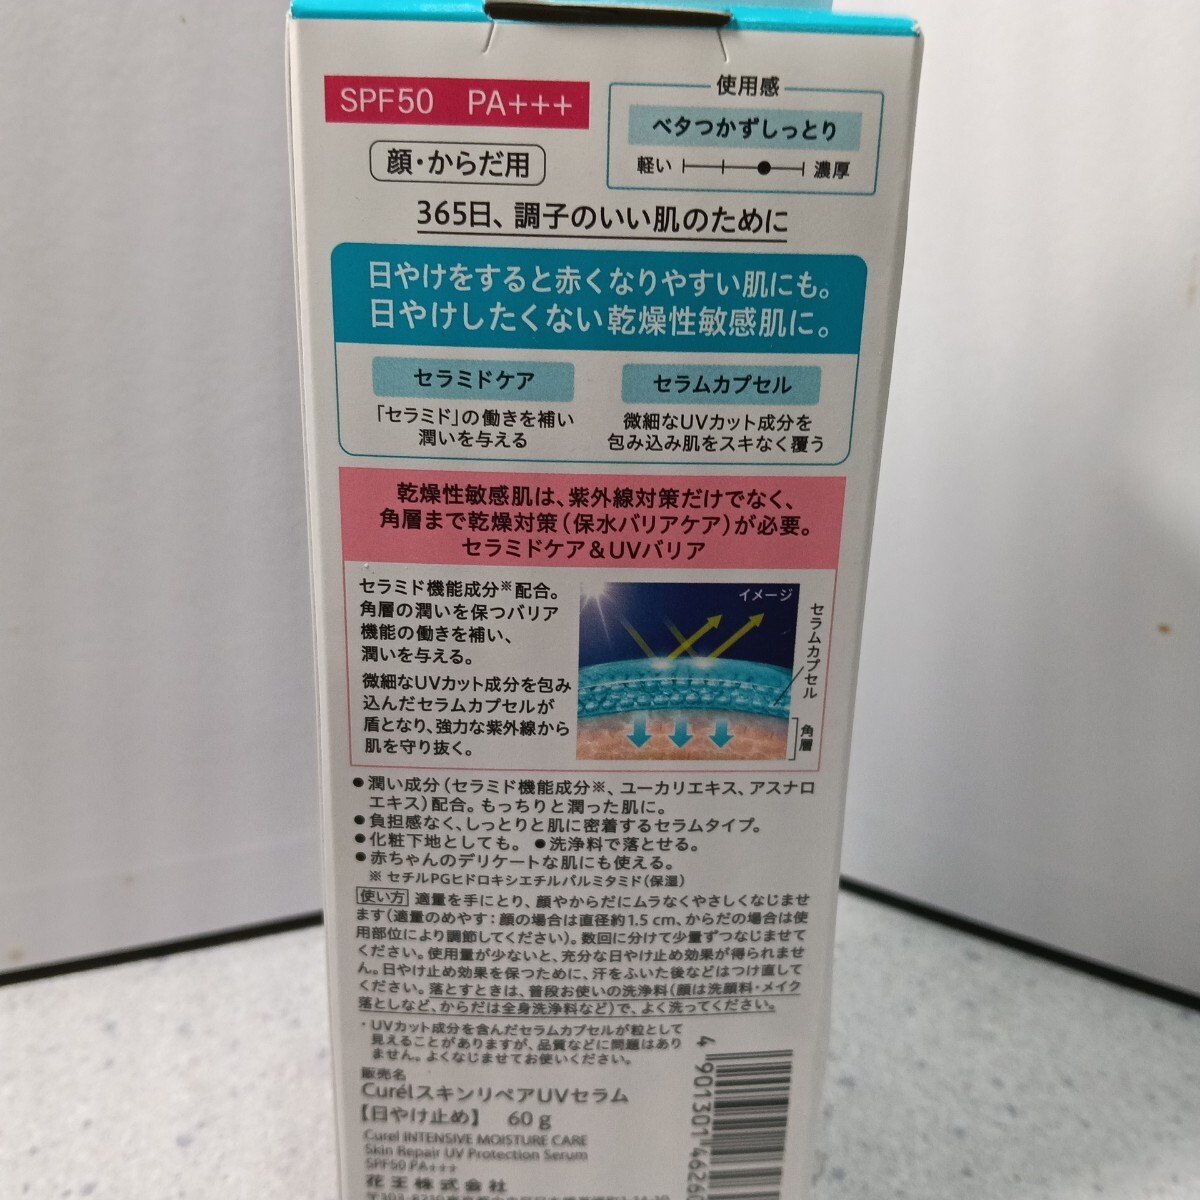 SPF50 PA+++
顔・からだ用
使用感
ベタつかずしっとり
軽い 濃厚
365日、調子のいい肌のために
日やけをすると赤くなりやすい肌にも。
日やけしたくない乾燥性敏感肌に。
セラミドケア
「セラミド」の働きを補い
潤いを与える
セラムカプセル
微細なUVカット成分を
包み込み肌をスキなく覆う
乾燥性敏感肌は、紫外線対策だけでなく、
角層まで乾燥対策(保水バリアケア)が必要。
セラミドケア&UVバリア
セラミド機能成分※配合。
角層の潤いを保つバリア
機能の働きを補い、
潤いを与える。
微細なUVカット成分を包み
込んだセラムカプセルが
盾となり、強力な紫外線から
肌を守り抜く。
イメージ
セラムカプセル
角層
●潤い成分(セラミド機能成分※、ユーカリエキス、アスナロ
エキス)配合。もっちりと潤った肌に。
●負担感なく、しっとりと肌に密着するセラムタイプ。
●化粧下地としても。 ●洗浄料で落とせる。
●赤ちゃんのデリケートな肌にも使える。
※ セチルPGヒドロキシエチルパルミタミド(保湿)
使い方 適量を手にとり、顔やからだにムラなくやさしくなじませ
ます(適量のめやす:顔の場合は直径約1.5cm、からだの場合は使
用部位により調節してください)。数回に分けて少量ずつなじませて
ください。使用量が少ないと、充分な日やけ止め効果が得られませ
ん。日やけ止め効果を保つために、汗をふいた後などはつけ直して
ください。落とすときは、普段お使いの洗浄料(顔は洗顔料・メイク
落としなど、からだは全身洗浄料など)で、よく洗ってください。
・UVカット成分を含んだセラムカプセルが粒として
見えることがありますが、品質などに問題はあり
ません。よくなじませてお使いください。
販売名
CurélスキンリペアUVセラム
【日やけ止め】 60g
Curel INTENSIVE MOISTURE CARE
Skin Repair UV Protection Serum
SPF50 PA+++
花王株式会社
4 901301 46260